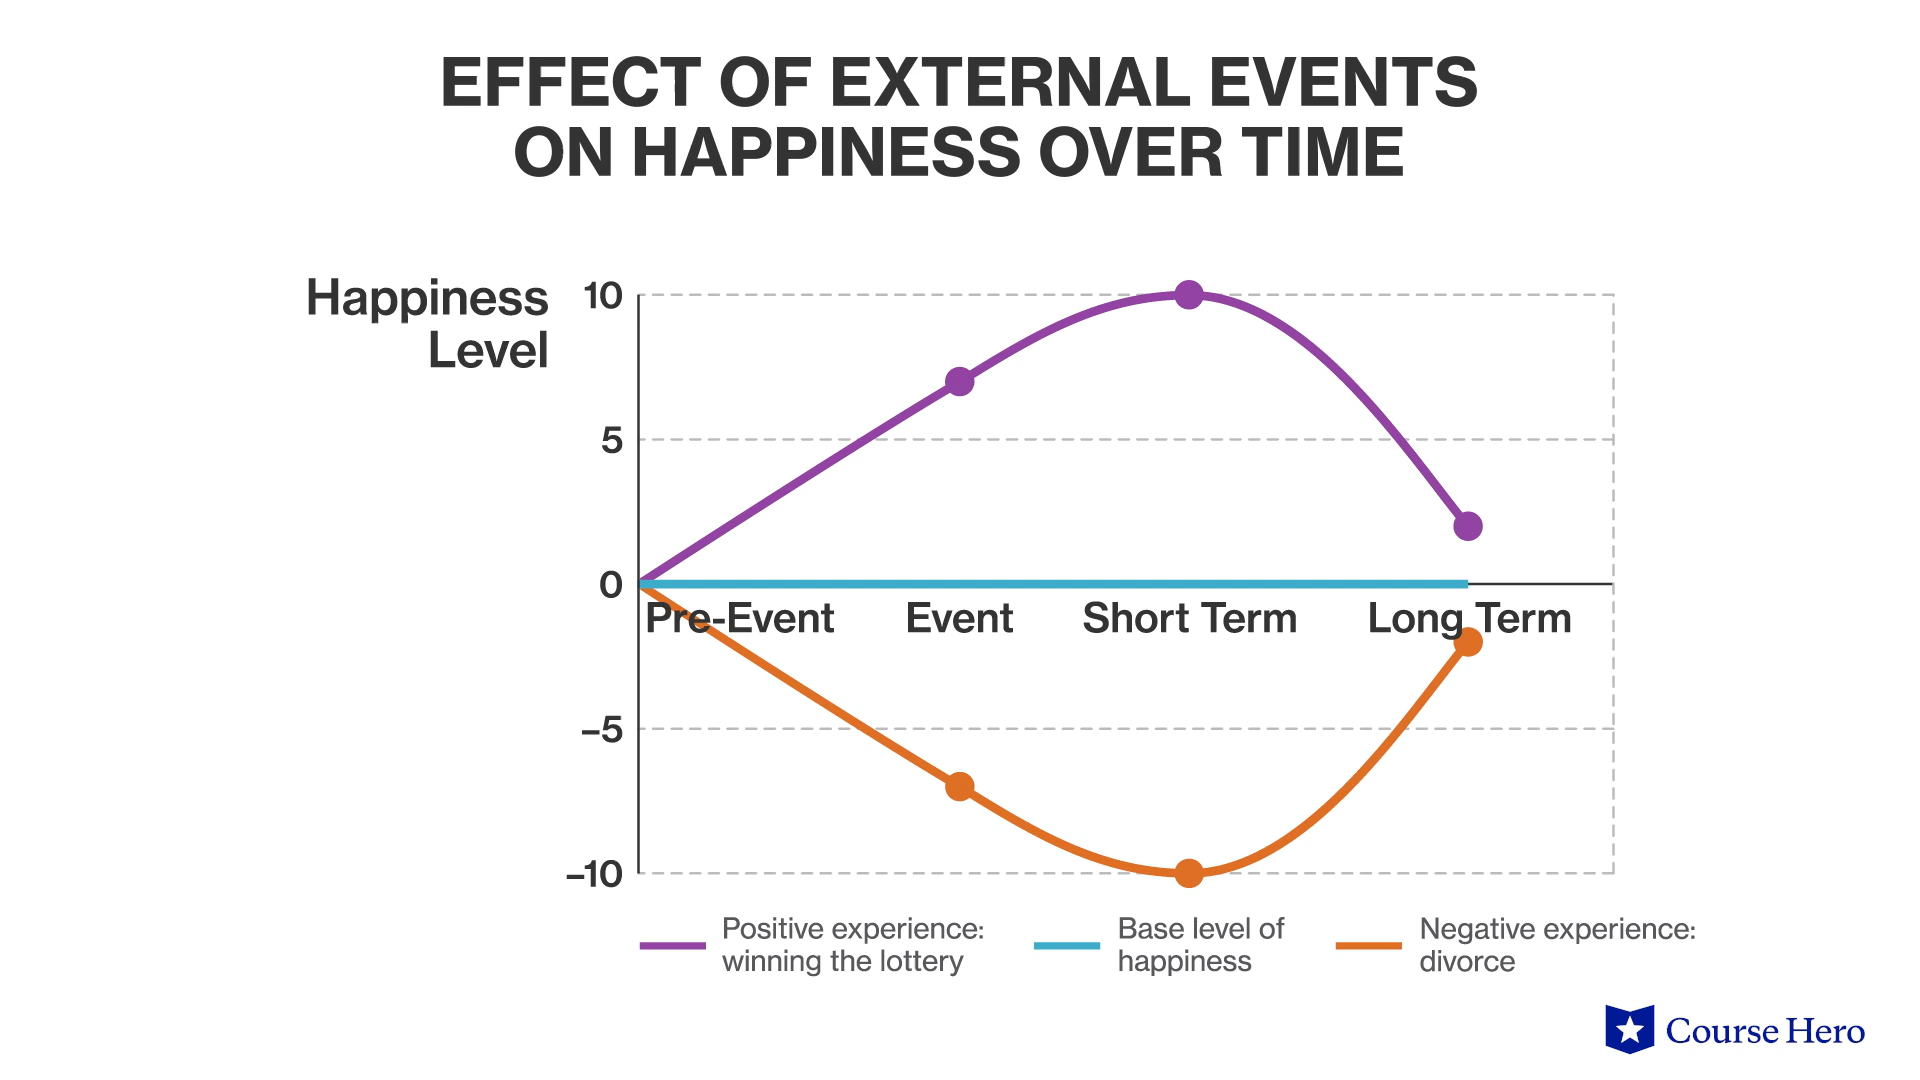 EFFECT OF EXTERNAL EVENTS
ON HAPPINESS OVER TIME
Happiness
Level
10
5
0
Pre-Event Event Short Term Long Term
–5
–10
Positive experience:
winning the lottery
Base level of
happiness
Negative experience:
divorce
Course Hero